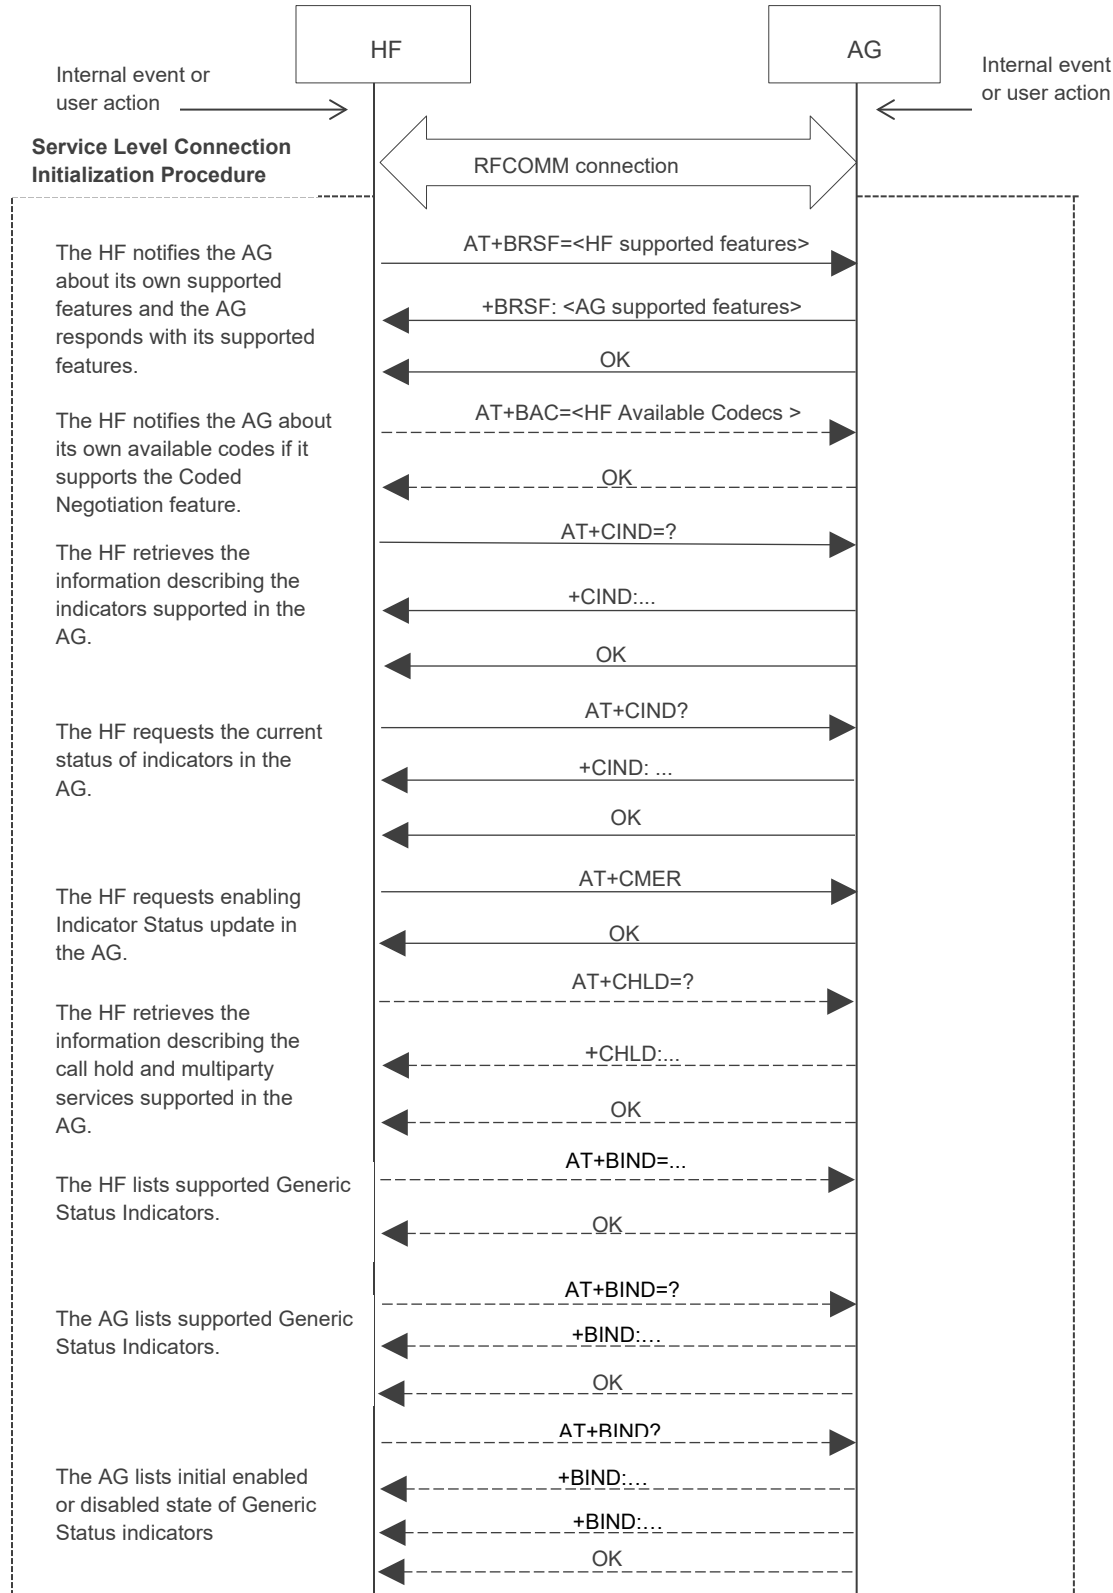 HF
AG
Internal event or
user action
Internal event
or user action
Service Level Connection
Initialization Procedure
RFCOMM connection
The HF notifies the AG
about its own supported
features and the AG
responds with its supported
features.
AT+BRSF=<HF supported features>
+BRSF: <AG supported features>
OK
The HF notifies the AG about
its own available codes if it
supports the Coded
Negotiation feature.
AT+BAC=<HF Available Codecs >
OK
The HF retrieves the
information describing the
indicators supported in the
AG.
AT+CIND=?
+CIND:...
OK
The HF requests the current
status of indicators in the
AG.
AT+CIND?
+CIND: ...
OK
The HF requests enabling
Indicator Status update in
the AG.
AT+CMER
OK
The HF retrieves the
information describing the
call hold and multiparty
services supported in the
AG.
AT+CHLD=?
+CHLD:...
OK
The HF lists supported Generic
Status Indicators.
AT+BIND=...
OK
The AG lists supported Generic
Status Indicators.
AT+BIND=?
+BIND:...
OK
The AG lists initial enabled
or disabled state of Generic
Status indicators
AT+BIND?
+BIND:...
+BIND:...
OK